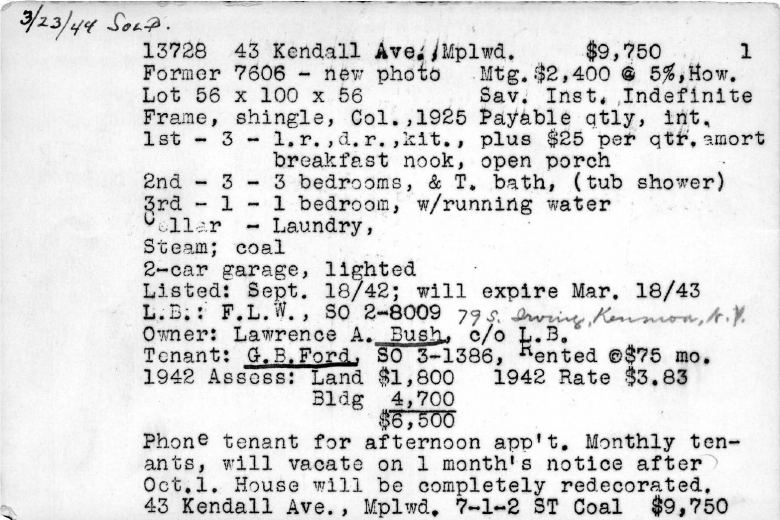 3/23/44 Sold.
13728 43 Kendall Ave., Mplwd. $9,750 1
Former 7606 - new photo Mtg. $2,400 @ 5%, How.
Lot 56 x 100 x 56 Sav. Inst. Indefinite
Frame, shingle, Col., 1925 Payable qtly, int.
1st - 3 - l.r., d.r., kit., plus $25 per qtr. amort
breakfast nook, open porch
2nd - 3 - 3 bedrooms, & T. bath, (tub shower)
3rd - 1 - 1 bedroom, w/running water
Cellar - Laundry,
Steam; coal
2-car garage, lighted
Listed: Sept. 18/42; will expire Mar. 18/43
L.B.: F.L.W., SO 2-8009 79 S. Irving, Kenmore, N.Y.
Owner: Lawrence A. Bush, c/o L.B.
Tenant: G.B.Ford, SO 3-1386, Rented @$75 mo.
1942 Assess: Land $1,800 1942 Rate $3.83
Bldg 4,700
$6,500
Phone tenant for afternoon app't. Monthly ten-
ants, will vacate on 1 month's notice after
Oct.1. House will be completely redecorated.
43 Kendall Ave., Mplwd. 7-1-2 ST Coal $9,750